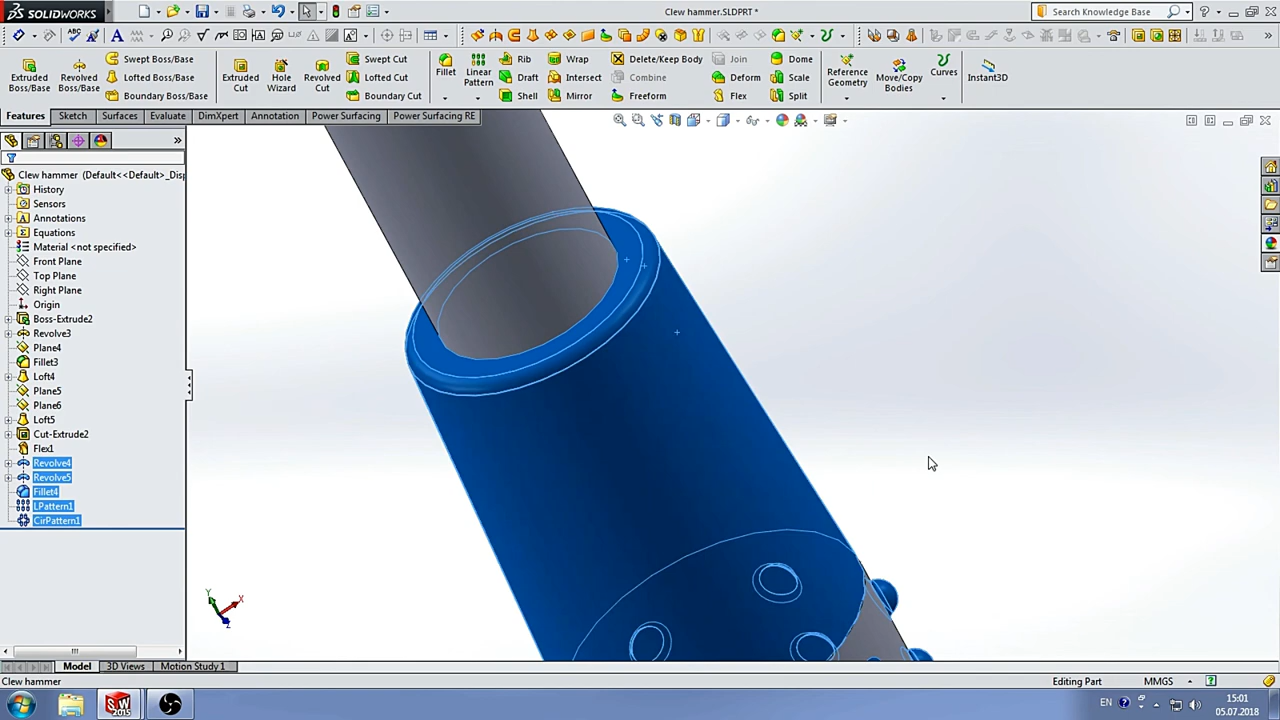 SOLIDWORKS
Clew hammer.SLDPRT *
Search Knowledge Base
Extruded Boss/Base
Revolved Boss/Base
Swept Boss/Base
Lofted Boss/Base
Boundary Boss/Base
Extruded Cut
Hole Wizard
Revolved Cut
Swept Cut
Lofted Cut
Boundary Cut
Fillet
Linear Pattern
Rib
Draft
Shell
Wrap
Intersect
Mirror
Delete/Keep Body
Combine
Freeform
Join
Deform
Flex
Dome
Scale
Split
Reference Geometry
Move/Copy Bodies
Curves
Instant3D
Features
Sketch
Surfaces
Evaluate
DimXpert
Annotation
Power Surfacing
Power Surfacing RE
Clew hammer (Default<<Default>_Disp
History
Sensors
Annotations
Equations
Material <not specified>
Front Plane
Top Plane
Right Plane
Origin
Boss-Extrude2
Revolve3
Plane4
Fillet3
Loft4
Plane5
Plane6
Loft5
Cut-Extrude2
Flex1
Revolve4
Revolve5
Fillet4
LPattern1
CirPattern1
Y
X
Z
Model
3D Views
Motion Study 1
Clew hammer
Editing Part
MMGS
SW
2015
EN
15:01
05.07.2018